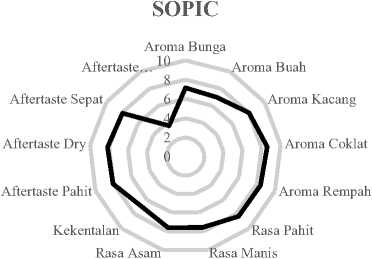 SOPIC
Aroma Bunga
Aftertaste…
10
Aroma Buah
8
Aftertaste Sepat
6
Aroma Kacang
4
2
Aftertaste Dry
0
Aroma Coklat
Aftertaste Pahit
Aroma Rempah
Kekentalan
Rasa Pahit
Rasa Asam
Rasa Manis